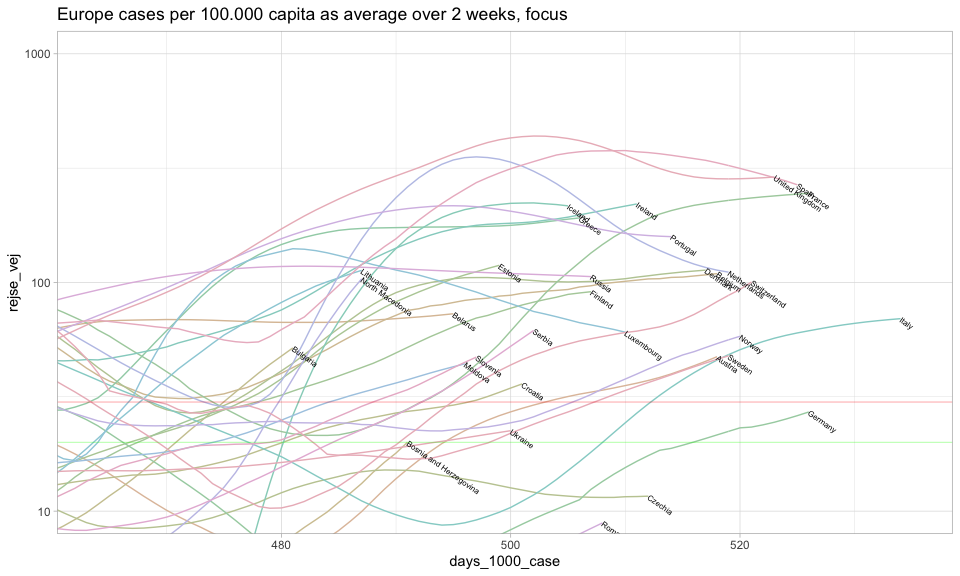 Europe cases per 100.000 capita as average over 2 weeks, focus
1000
100
10
rejse_vej
United Kingdom
Spain
France
Iceland
Greece
Ireland
Portugal
Estonia
Lithuania
North Macedonia
Russia
Finland
Denmark
Belgium
Netherlands
Switzerland
Belarus
Serbia
Luxembourg
Norway
Italy
Bulgaria
Slovenia
Moldova
Sweden
Austria
Croatia
Ukraine
Germany
Bosnia and Herzegovina
Czechia
Rom
480
500
520
days_1000_case